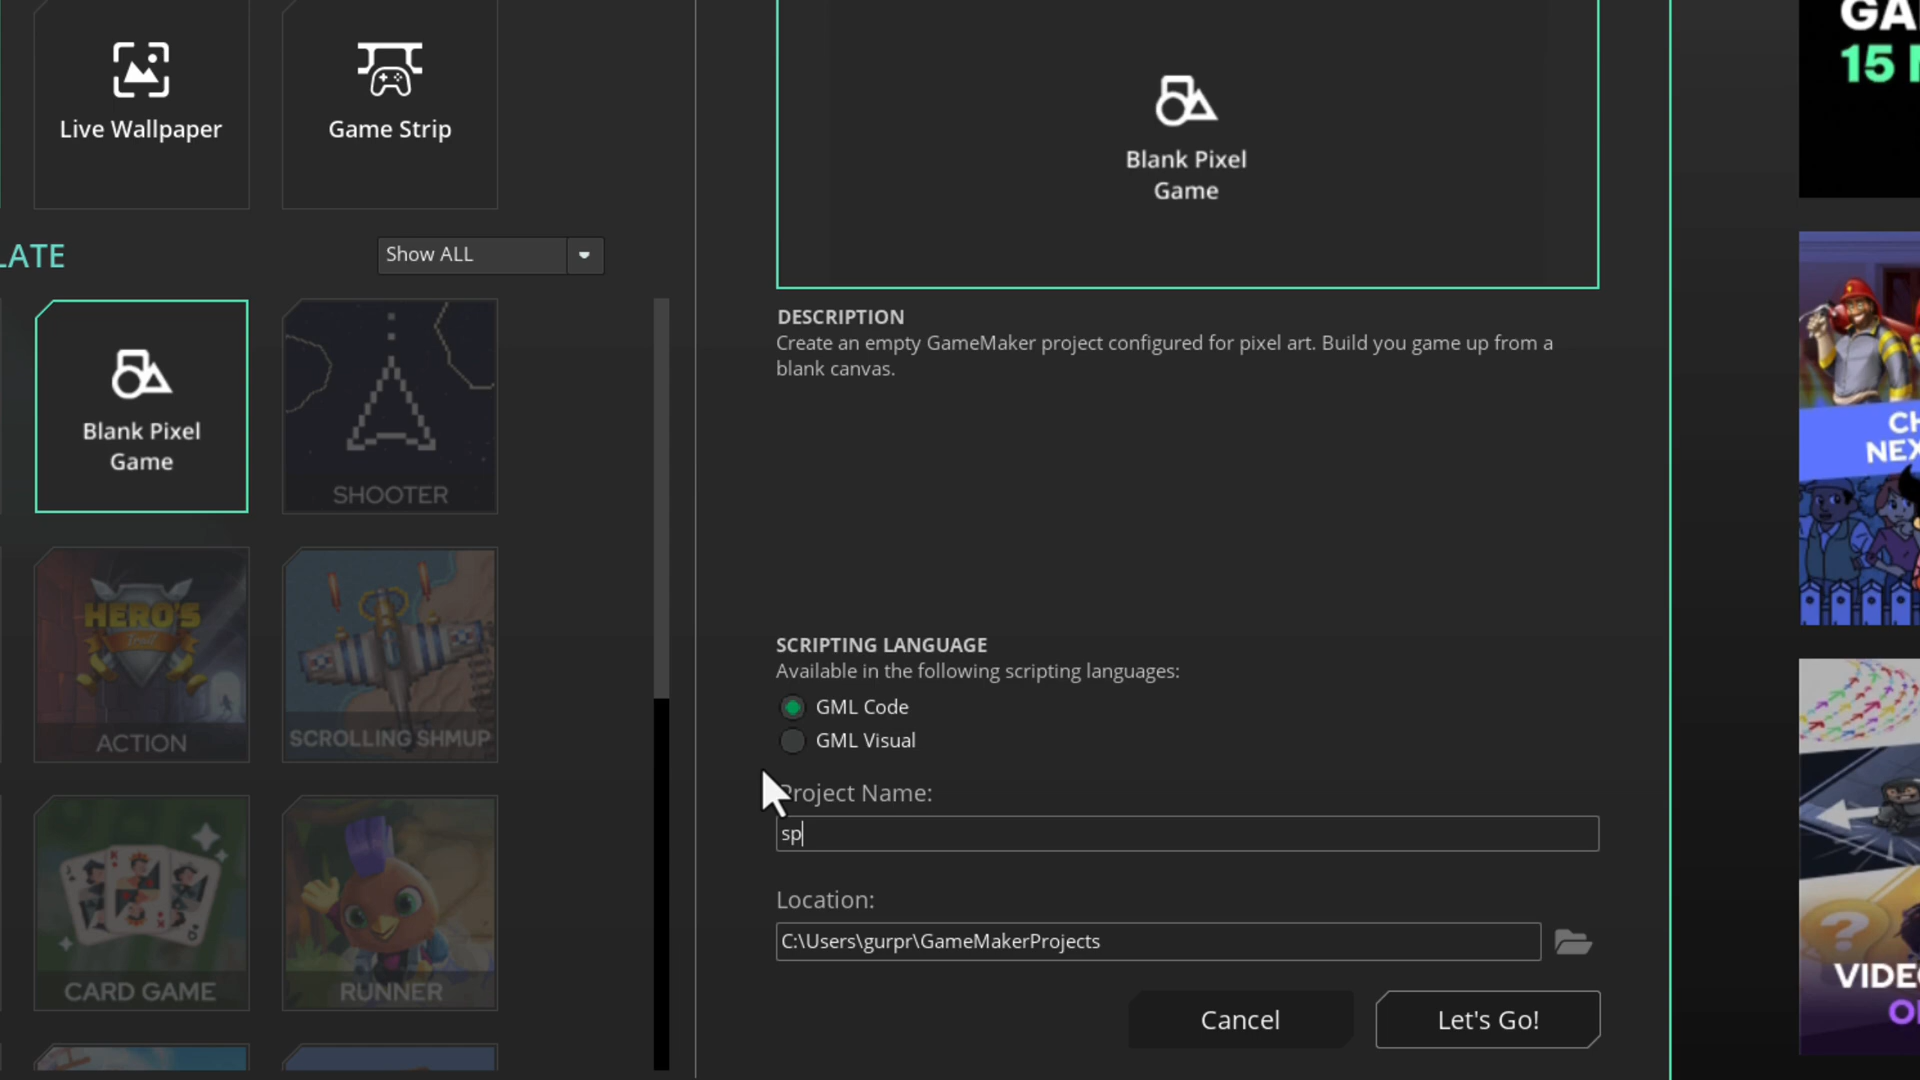 Live Wallpaper
Game Strip
LATE
Show ALL
Blank Pixel
Game
SHOOTER
HERO'S
Trail
ACTION
SCROLLING SHMUP
CARD GAME
RUNNER
Blank Pixel
Game
DESCRIPTION
Create an empty GameMaker project configured for pixel art. Build you game up from a
blank canvas.
SCRIPTING LANGUAGE
Available in the following scripting languages:
GML Code
GML Visual
Project Name:
sp
Location:
C:\Users\gurpr\GameMakerProjects
Cancel
Let's Go!
GA
15
CH
NEX
VIDE